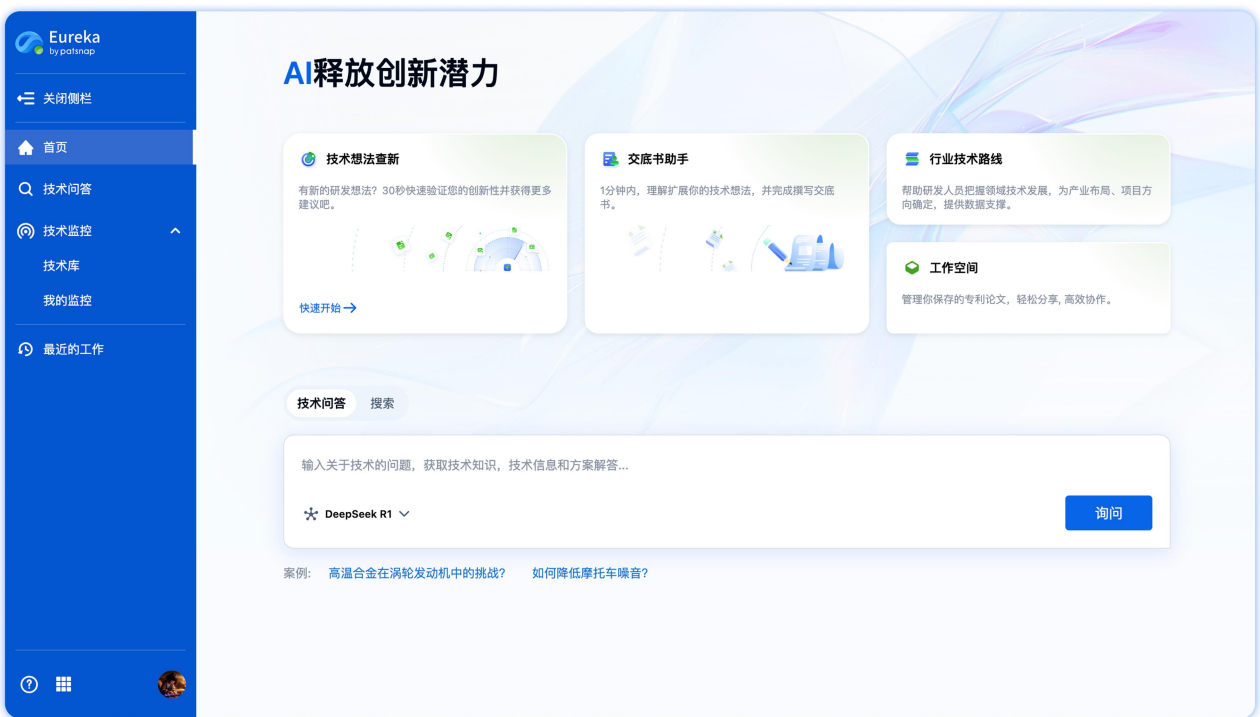 Eureka
by patsnap
关闭侧栏
首页
技术问答
技术监控
技术库
我的监控
最近的工作
AI释放创新潜力
技术想法查新
有新的研发想法？30秒快速验证您的创新性并获得更多
建议吧。
快速开始
交底书助手
1分钟内，理解扩展你的技术想法，并完成撰写交底
书。
行业技术路线
帮助研发人员把握领域技术发展，为产业布局、项目方
向确定，提供数据支撑。
工作空间
管理你保存的专利论文，轻松分享, 高效协作。
技术问答
搜索
输入关于技术的问题，获取技术知识，技术信息和方案解答...
DeepSeek R1
询问
案例:
高温合金在涡轮发动机中的挑战?
如何降低摩托车噪音?